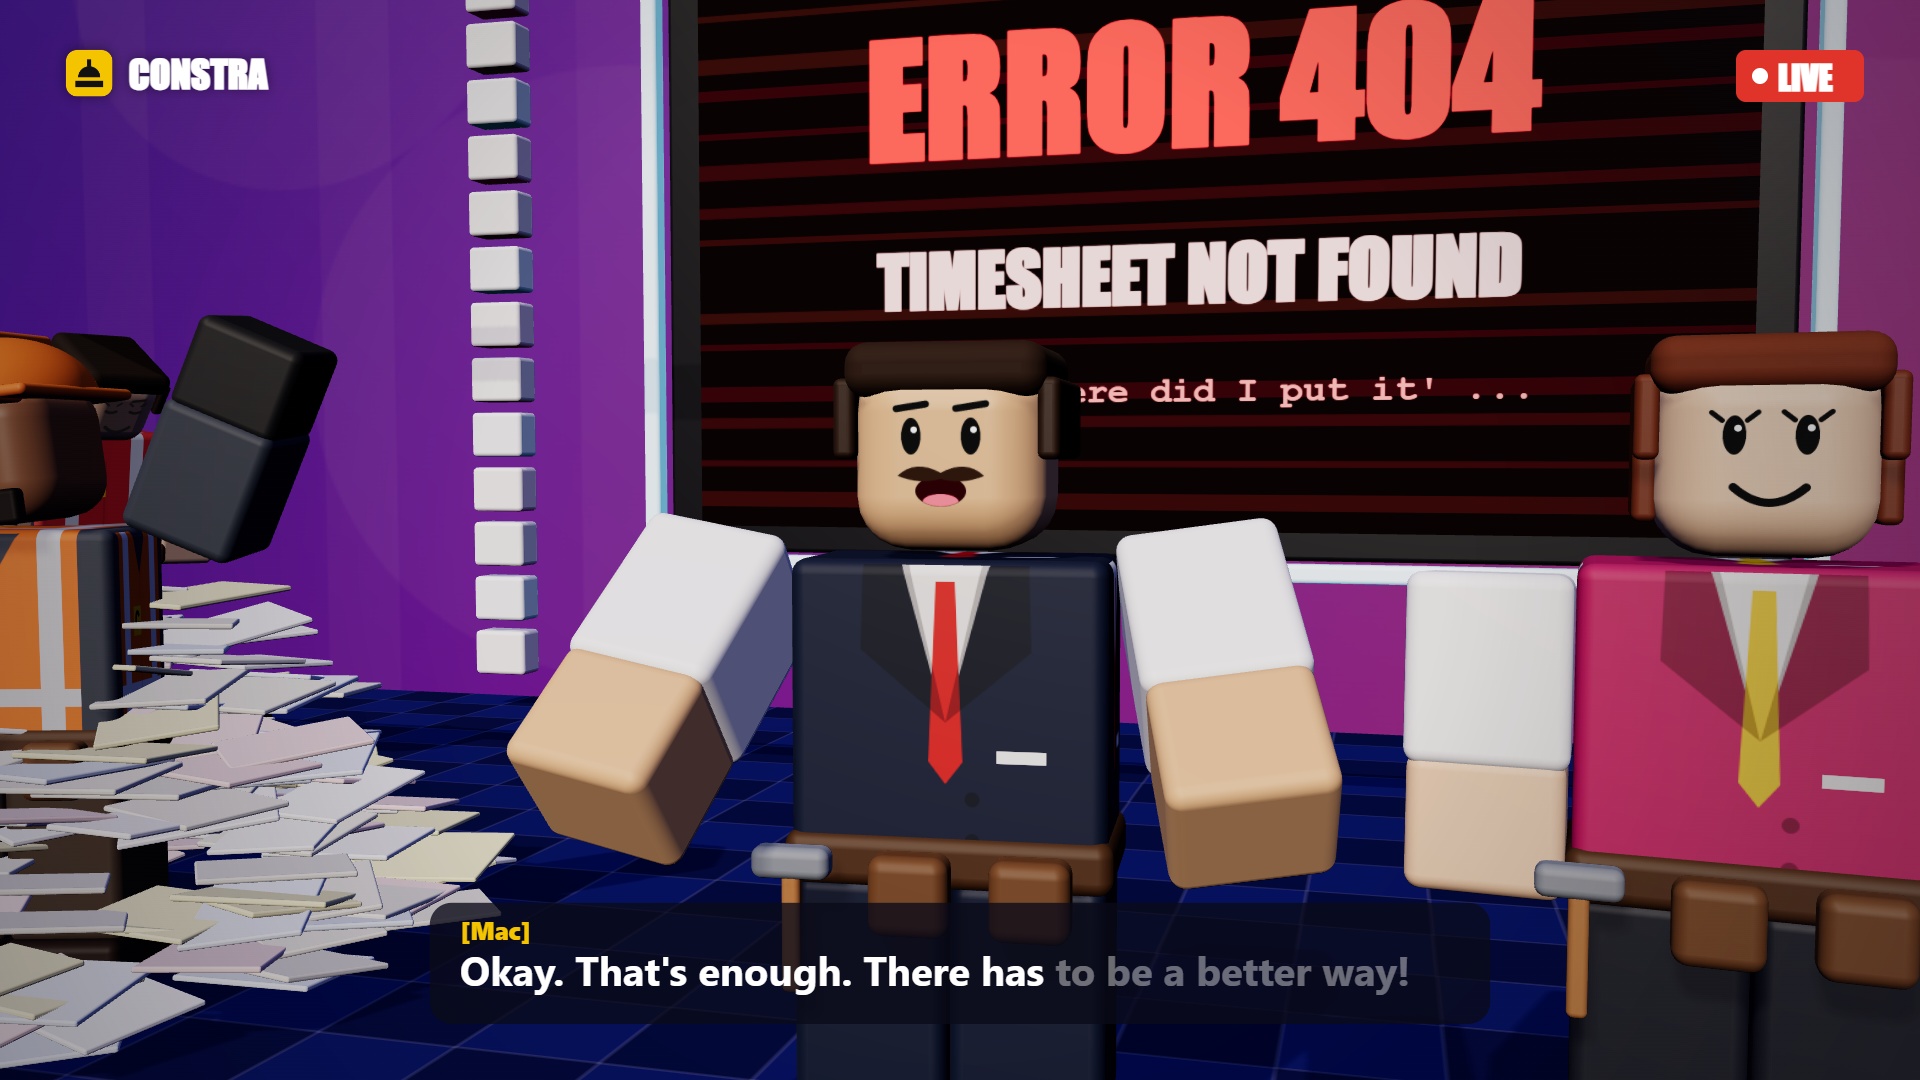 CONSTRA
LIVE
ERROR 404
TIMESHEET NOT FOUND
did I put it' ...
[Mac]
Okay. That's enough. There has to be a better way!